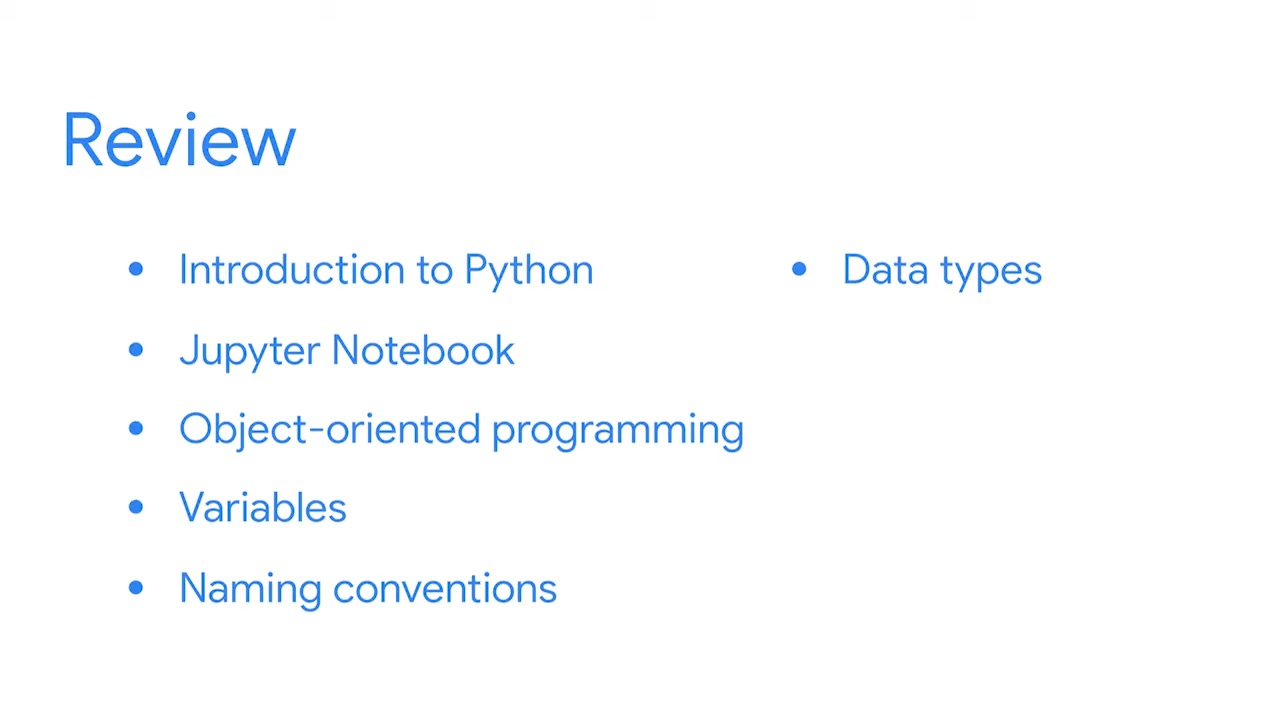 Review
• Introduction to Python
• Jupyter Notebook
• Object-oriented programming
• Variables
• Naming conventions
• Data types